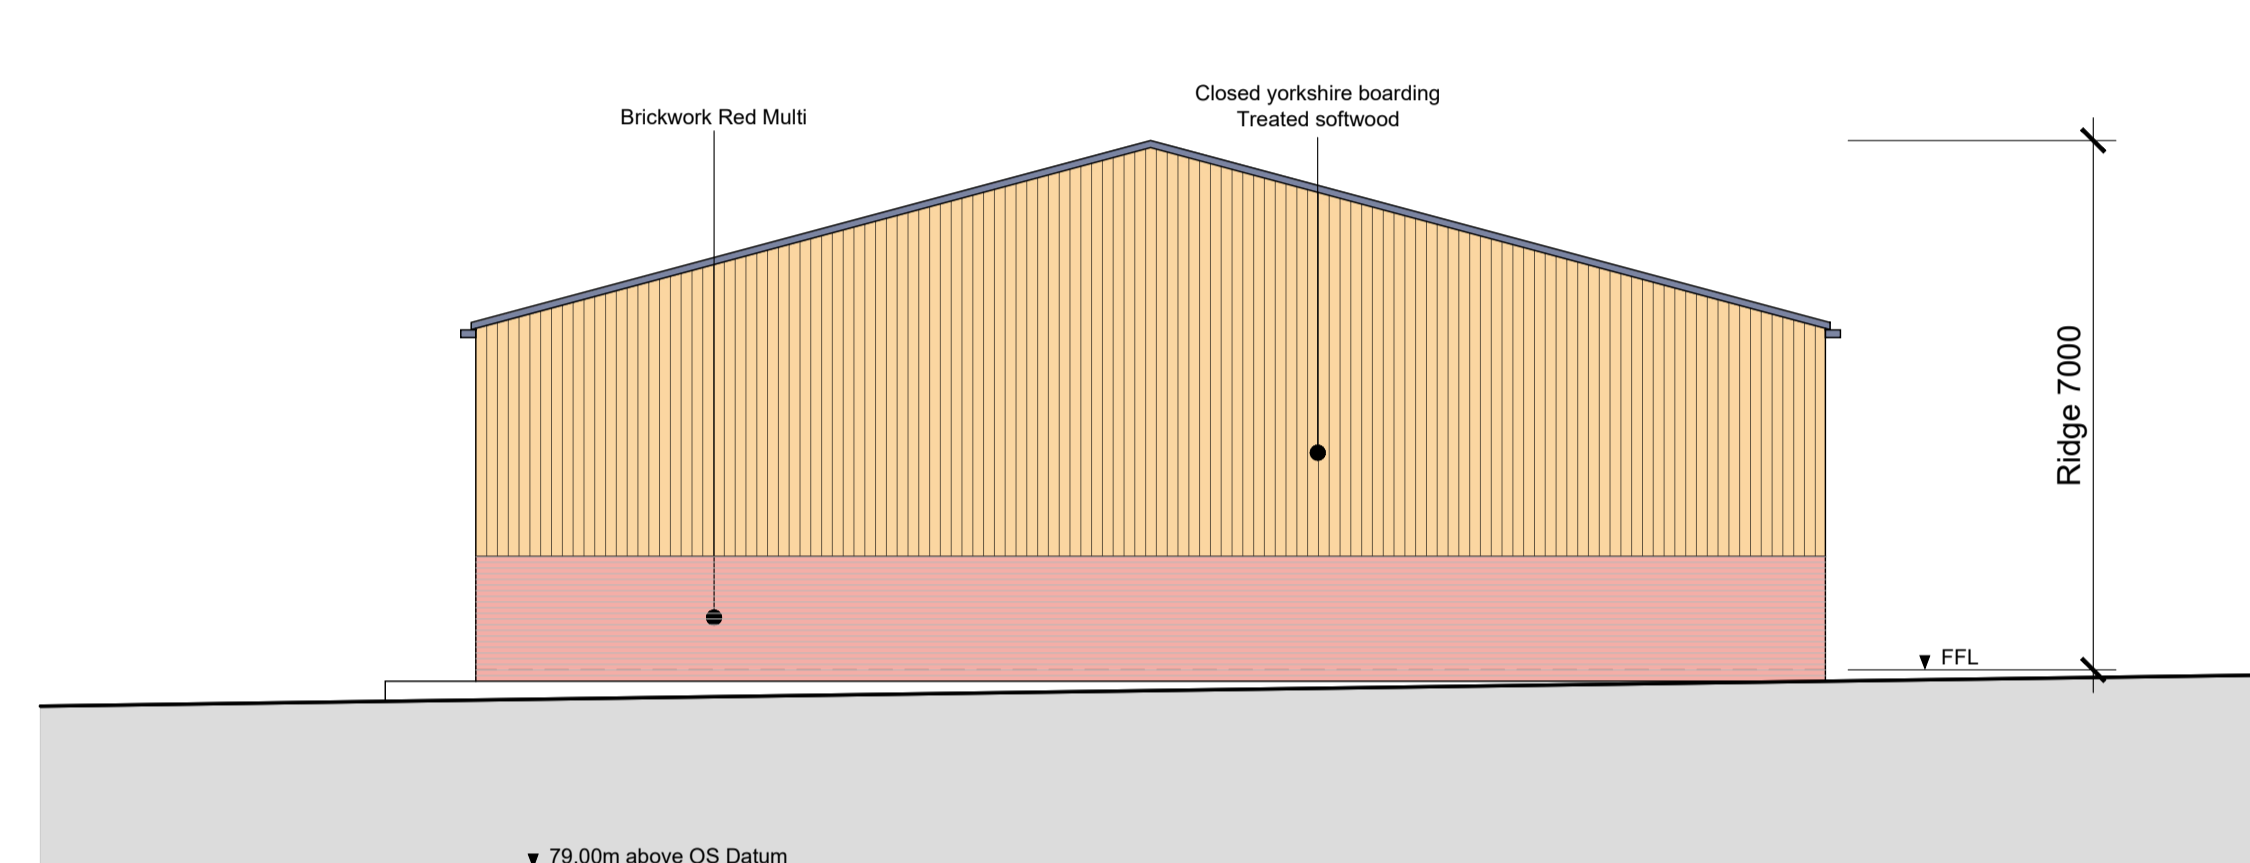 Closed yorkshire boarding
Treated softwood
Brickwork Red Multi
Ridge 7000
FFL
79.00m above OS Datum